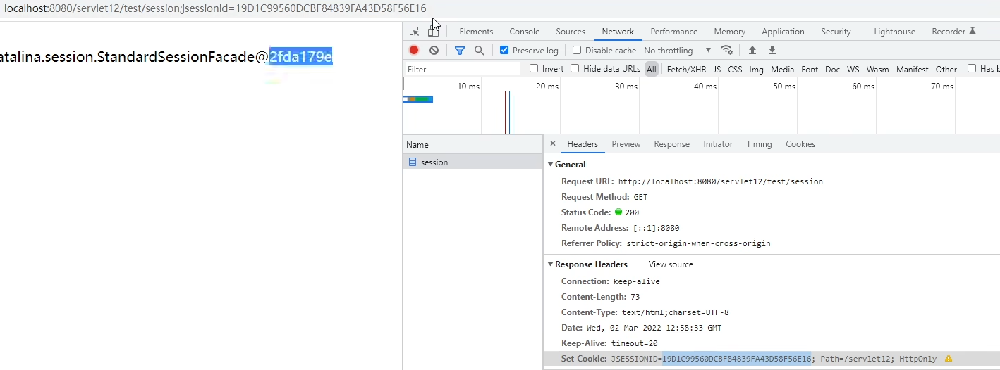 localhost:8080/servlet12/test/session;jsessionid=19D1C99560DCBF84839FA43D58F56E16
atalina.session.StandardSessionFacade@2fda179e
Elements Console Sources Network Performance Memory Application Security Lighthouse Recorder
Preserve log Disable cache No throttling
Filter Invert Hide data URLs All Fetch/XHR JS CSS Img Media Font Doc WS Wasm Manifest Other Has b
10 ms 20 ms 30 ms 40 ms 50 ms 60 ms 70 ms
Name
session
× Headers Preview Response Initiator Timing Cookies
General
Request URL: http://localhost:8080/servlet12/test/session
Request Method: GET
Status Code: 200
Remote Address: [::1]:8080
Referrer Policy: strict-origin-when-cross-origin
Response Headers View source
Connection: keep-alive
Content-Length: 73
Content-Type: text/html;charset=UTF-8
Date: Wed, 02 Mar 2022 12:58:33 GMT
Keep-Alive: timeout=20
Set-Cookie: JSESSIONID=19D1C99560DCBF84839FA43D58F56E16; Path=/servlet12; HttpOnly